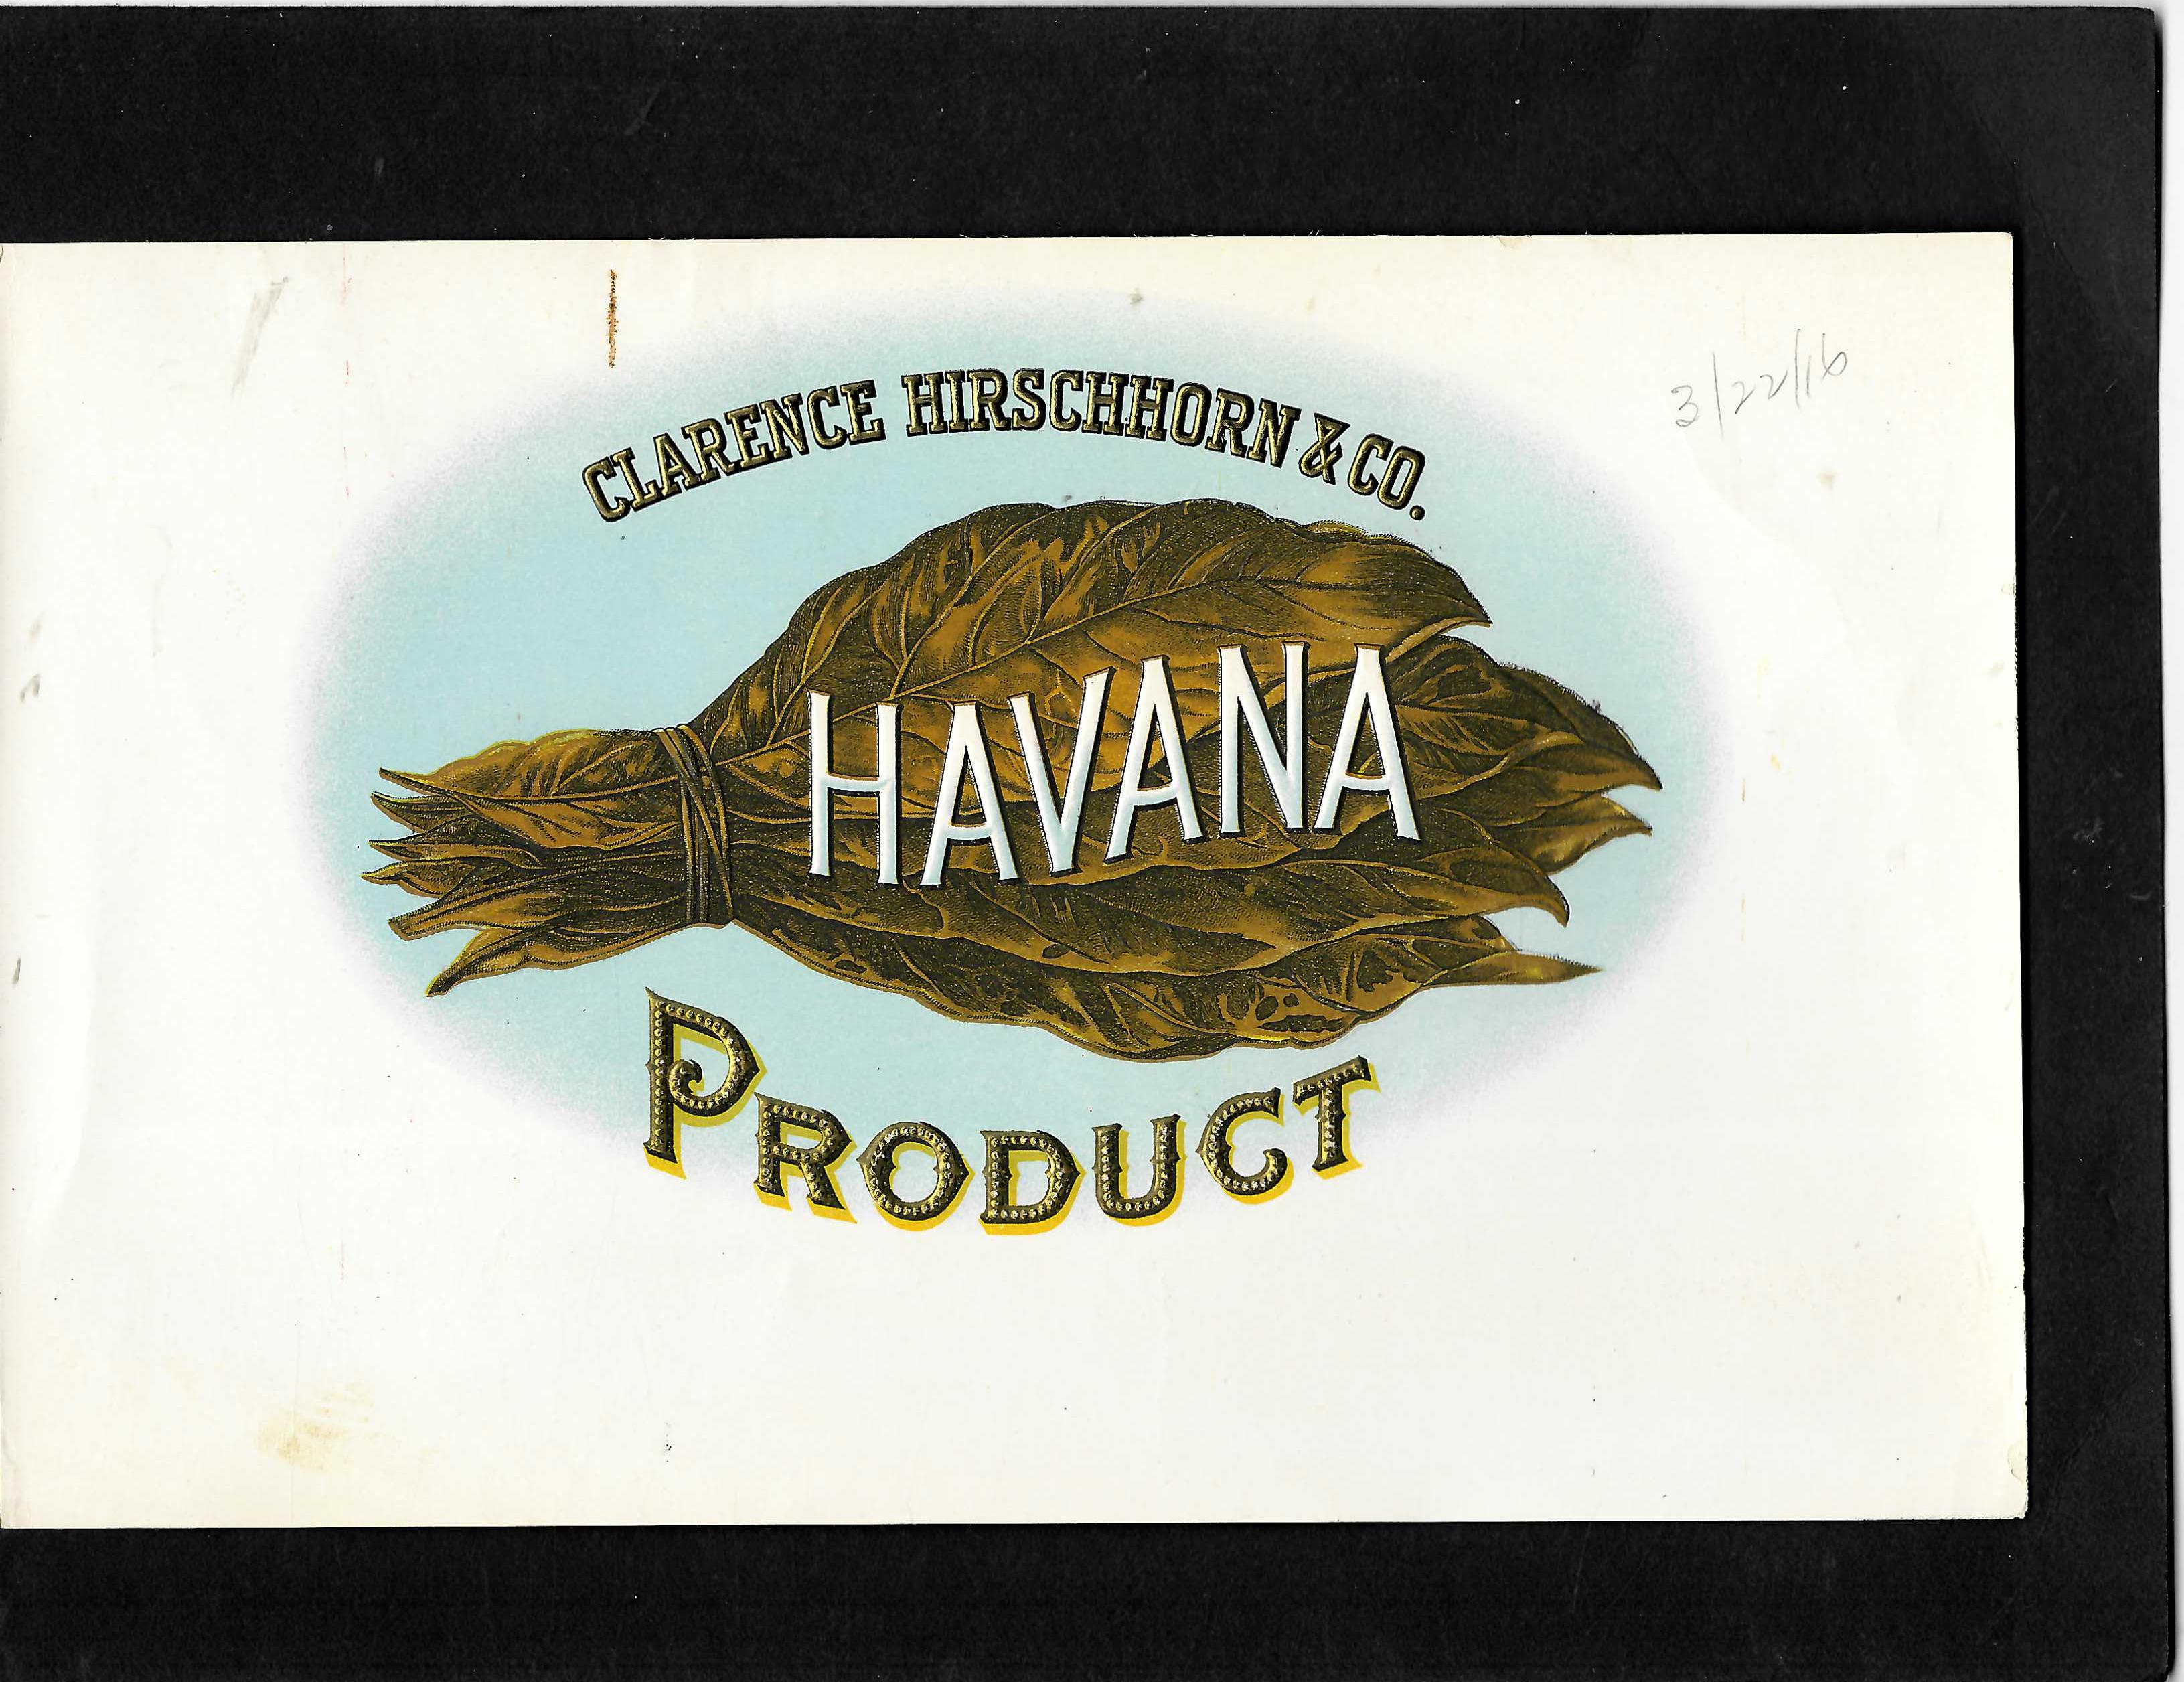 CLARENCE HIRSCHHORN & CO.
3/22/16
HAVANA
PRODUCT